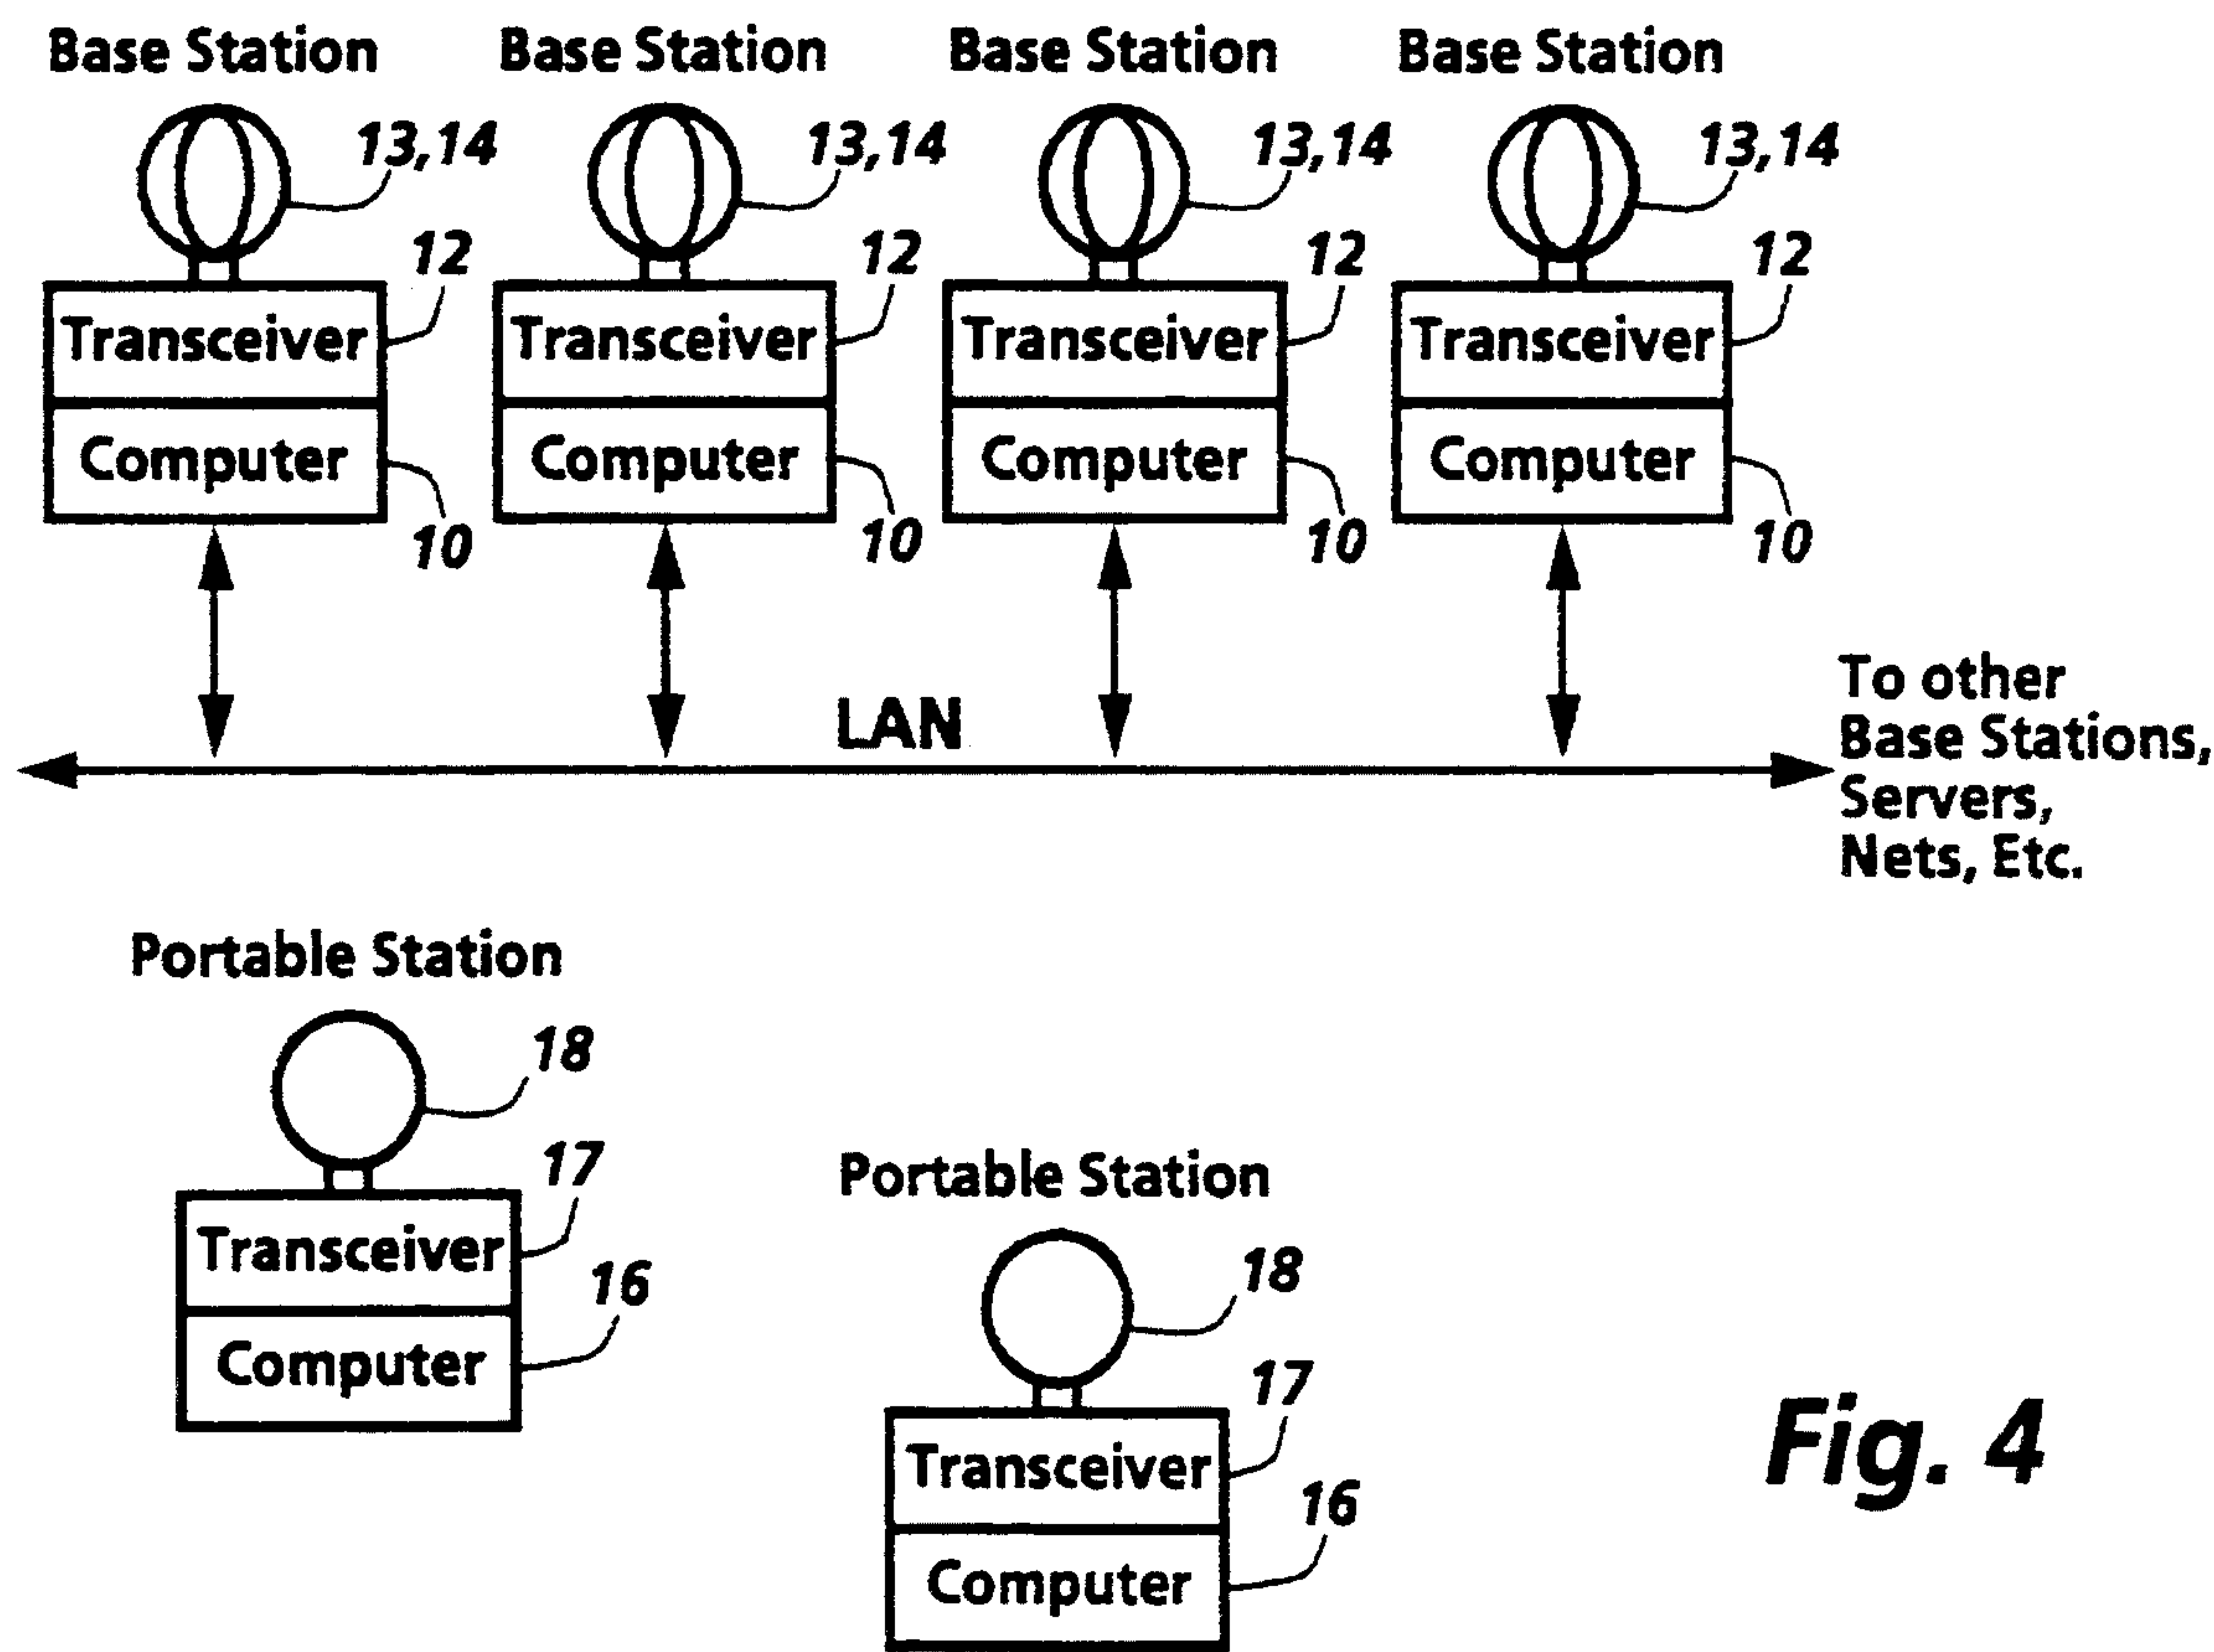 Base Station Base Station Base Station Base Station
13,14 13,14 13,14 13,14
12 12 12 12
Transceiver Transceiver Transceiver Transceiver
Computer Computer Computer Computer
10 10 10 10
LAN
To other
Base Stations,
Servers,
Nets, Etc.
Portable Station
18
17
Transceiver
16
Computer
Portable Station
18
17
Transceiver
16
Computer
Fig. 4